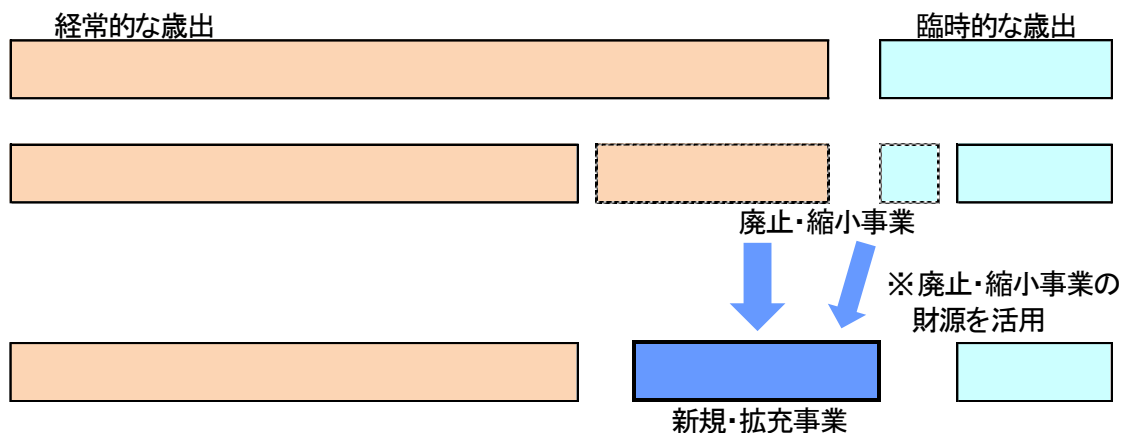 経常的な歳出
臨時的な歳出
廃止・縮小事業
※廃止・縮小事業の
財源を活用
新規・拡充事業